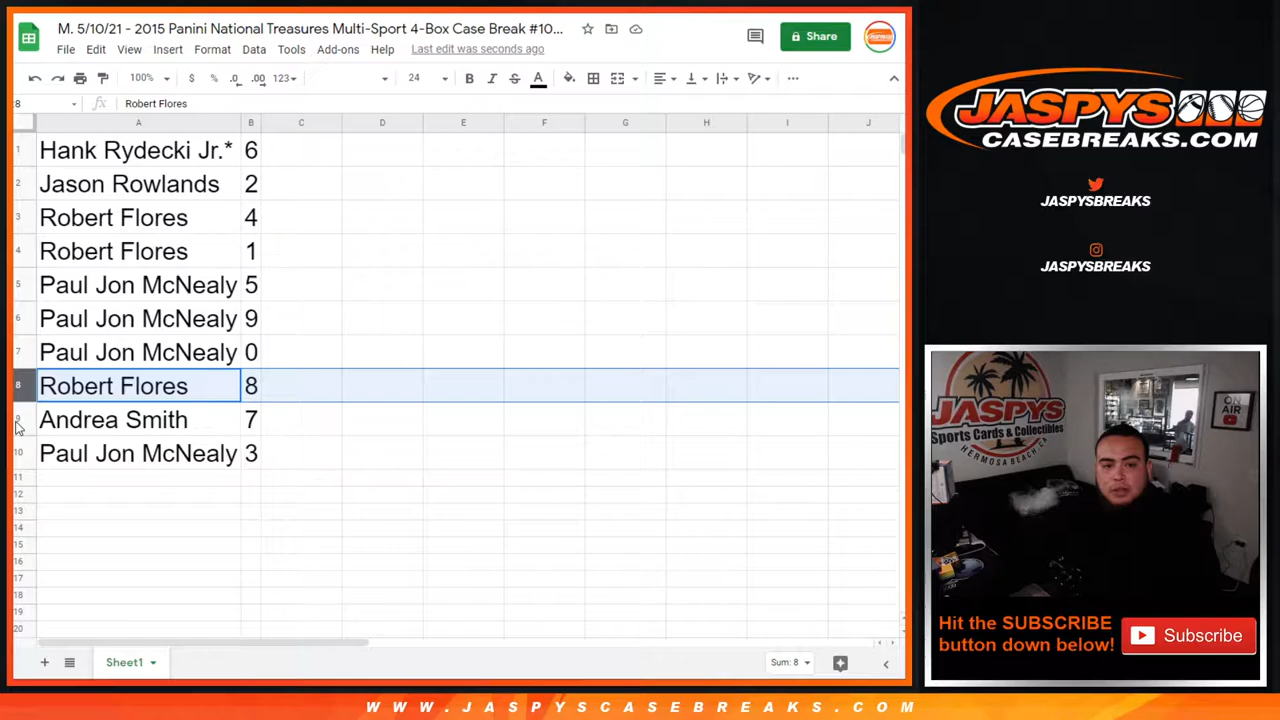 M. 5/10/21 - 2015 Panini National Treasures Multi-Sport 4-Box Case Break #10...
File Edit View Insert Format Data Tools Add-ons Help Last edit was seconds ago
Share
100% $ % .0 .00 123 24 B I S A
8 fx Robert Flores
A B C D E F G H I J
1 Hank Rydecki Jr.* 6
2 Jason Rowlands 2
3 Robert Flores 4
4 Robert Flores 1
5 Paul Jon McNealy 5
6 Paul Jon McNealy 9
7 Paul Jon McNealy 0
8 Robert Flores 8
9 Andrea Smith 7
10 Paul Jon McNealy 3
11
12
13
14
15
16
17
18
19
20
Sheet1
Sum: 8
JASPYS
CASEBREAKS.COM
JASPYSBREAKS
JASPYSBREAKS
JASPYS
Sports Cards & Collectibles
HERMOSA BEACH, CA
ON
AIR
Hit the SUBSCRIBE
button down below!
Subscribe
WWW.JASPYSCASEBREAKS.COM